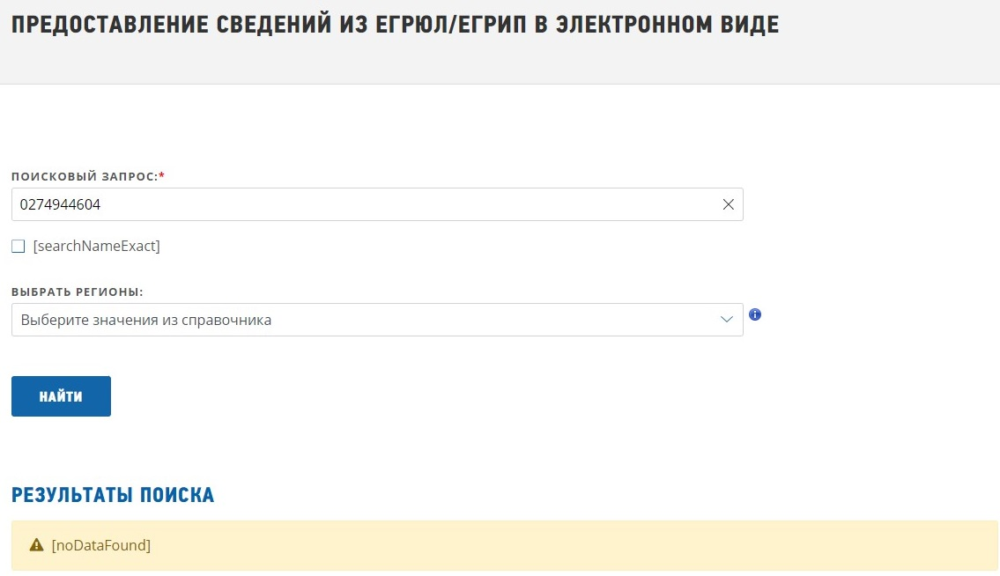 ПРЕДОСТАВЛЕНИЕ СВЕДЕНИЙ ИЗ ЕГРЮЛ/ЕГРИП В ЭЛЕКТРОННОМ ВИДЕ
ПОИСКОВЫЙ ЗАПРОС:*
0274944604
[searchNameExact]
ВЫБРАТЬ РЕГИОНЫ:
Выберите значения из справочника
НАЙТИ
РЕЗУЛЬТАТЫ ПОИСКА
[noDataFound]